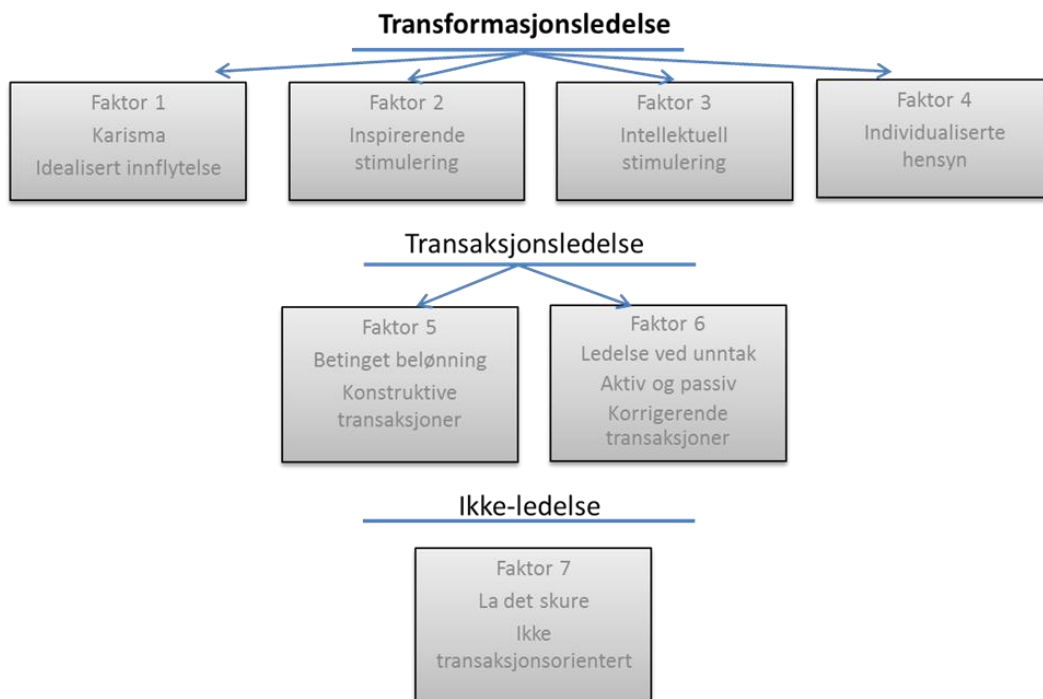 Transformasjonsledelse
Faktor 1
Karisma
Idealisert innflytelse
Faktor 2
Inspirerende
stimulering
Faktor 3
Intellektuell
stimulering
Faktor 4
Individualiserte
hensyn
Transaksjonsledelse
Faktor 5
Betinget belønning
Konstruktive
transaksjoner
Faktor 6
Ledelse ved unntak
Aktiv og passiv
Korrigerende
transaksjoner
Ikke-ledelse
Faktor 7
La det skure
Ikke
transaksjonsorientert